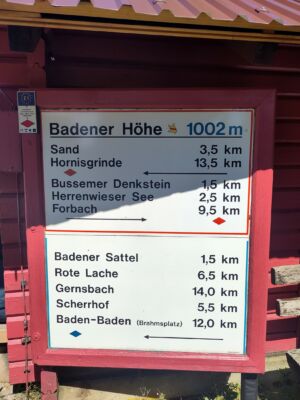 Badener Höhe 1002 m
Sand 3,5 km
Hornisgrinde 13,5 km
Bussemer Denkstein 1,5 km
Herrenwieser See 2,5 km
Forbach 9,5 km
Badener Sattel 1,5 km
Rote Lache 6,5 km
Gernsbach 14,0 km
Scherrhof 5,5 km
Baden-Baden (Brahmsplatz) 12,0 km